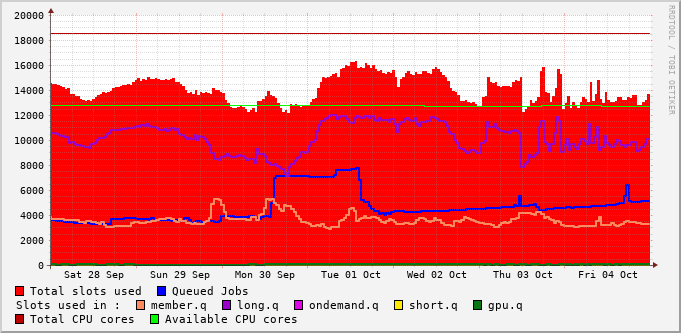 20000
18000
16000
14000
12000
10000
8000
6000
4000
2000
0
Sat 28 Sep Sun 29 Sep Mon 30 Sep Tue 01 Oct Wed 02 Oct Thu 03 Oct Fri 04 Oct
Total slots used Queued Jobs
Slots used in : member.q long.q ondemand.q short.q gpu.q
Total CPU cores Available CPU cores
RRDTOOL / TOBI OETIKER